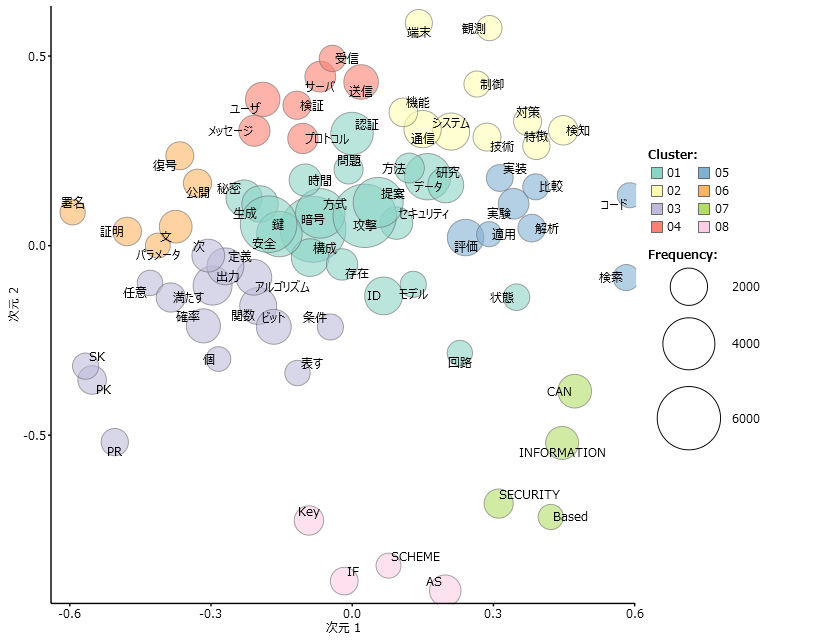 端末
観測
0.5
受信
サーバ
送信
制御
ユーザ
検証
機能
メッセージ
プロトコル
認証
通信
システム
対策
特徴
検知
技術
復号
問題
方法
研究
実装
公開
秘密
時間
データ
比較
署名
生成
方式
提案
セキュリティ
実験
コード
証明
文
鍵
暗号
攻撃
解析
0.0
パラメータ
次
安全
構成
評価
適用
定義
任意
出力
存在
検索
満たす
アルゴリズム
ID
モデル
状態
確率
関数
ビット
条件
個
表す
回路
SK
PK
CAN
-0.5
PR
INFORMATION
SECURITY
Key
Based
SCHEME
IF
AS
-0.6
-0.3
0.0
0.3
0.6
次元 1
次元 2
Cluster:
01
05
02
06
03
07
04
08
Frequency:
2000
4000
6000